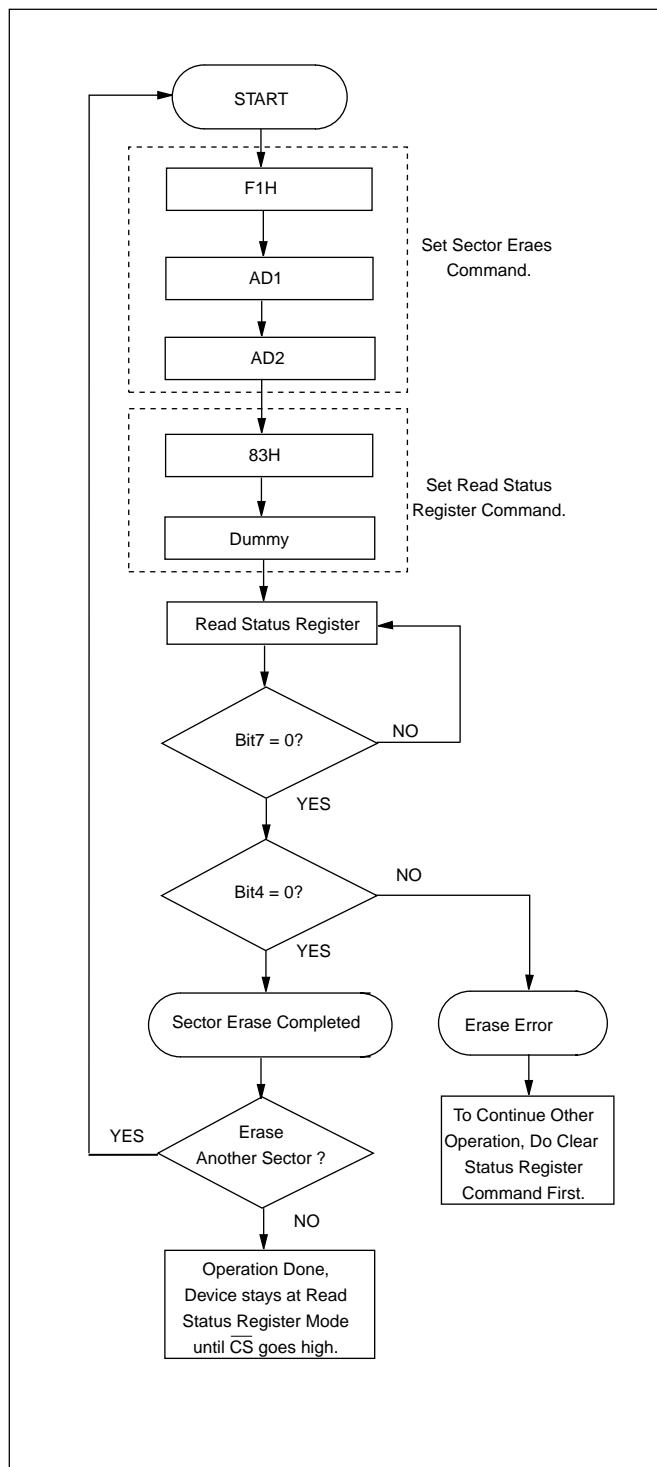 START
F1H
Set Sector Eraes
Command.
AD1
AD2
83H
Set Read Status
Register Command.
Dummy
Read Status Register
Bit7 = 0?
NO
YES
Bit4 = 0?
NO
YES
Sector Erase Completed
Erase Error
To Continue Other
Operation, Do Clear
Status Register
Command First.
YES
Erase
Another Sector ?
NO
Operation Done,
Device stays at Read
Status Register Mode
until C̅S̅ goes high.